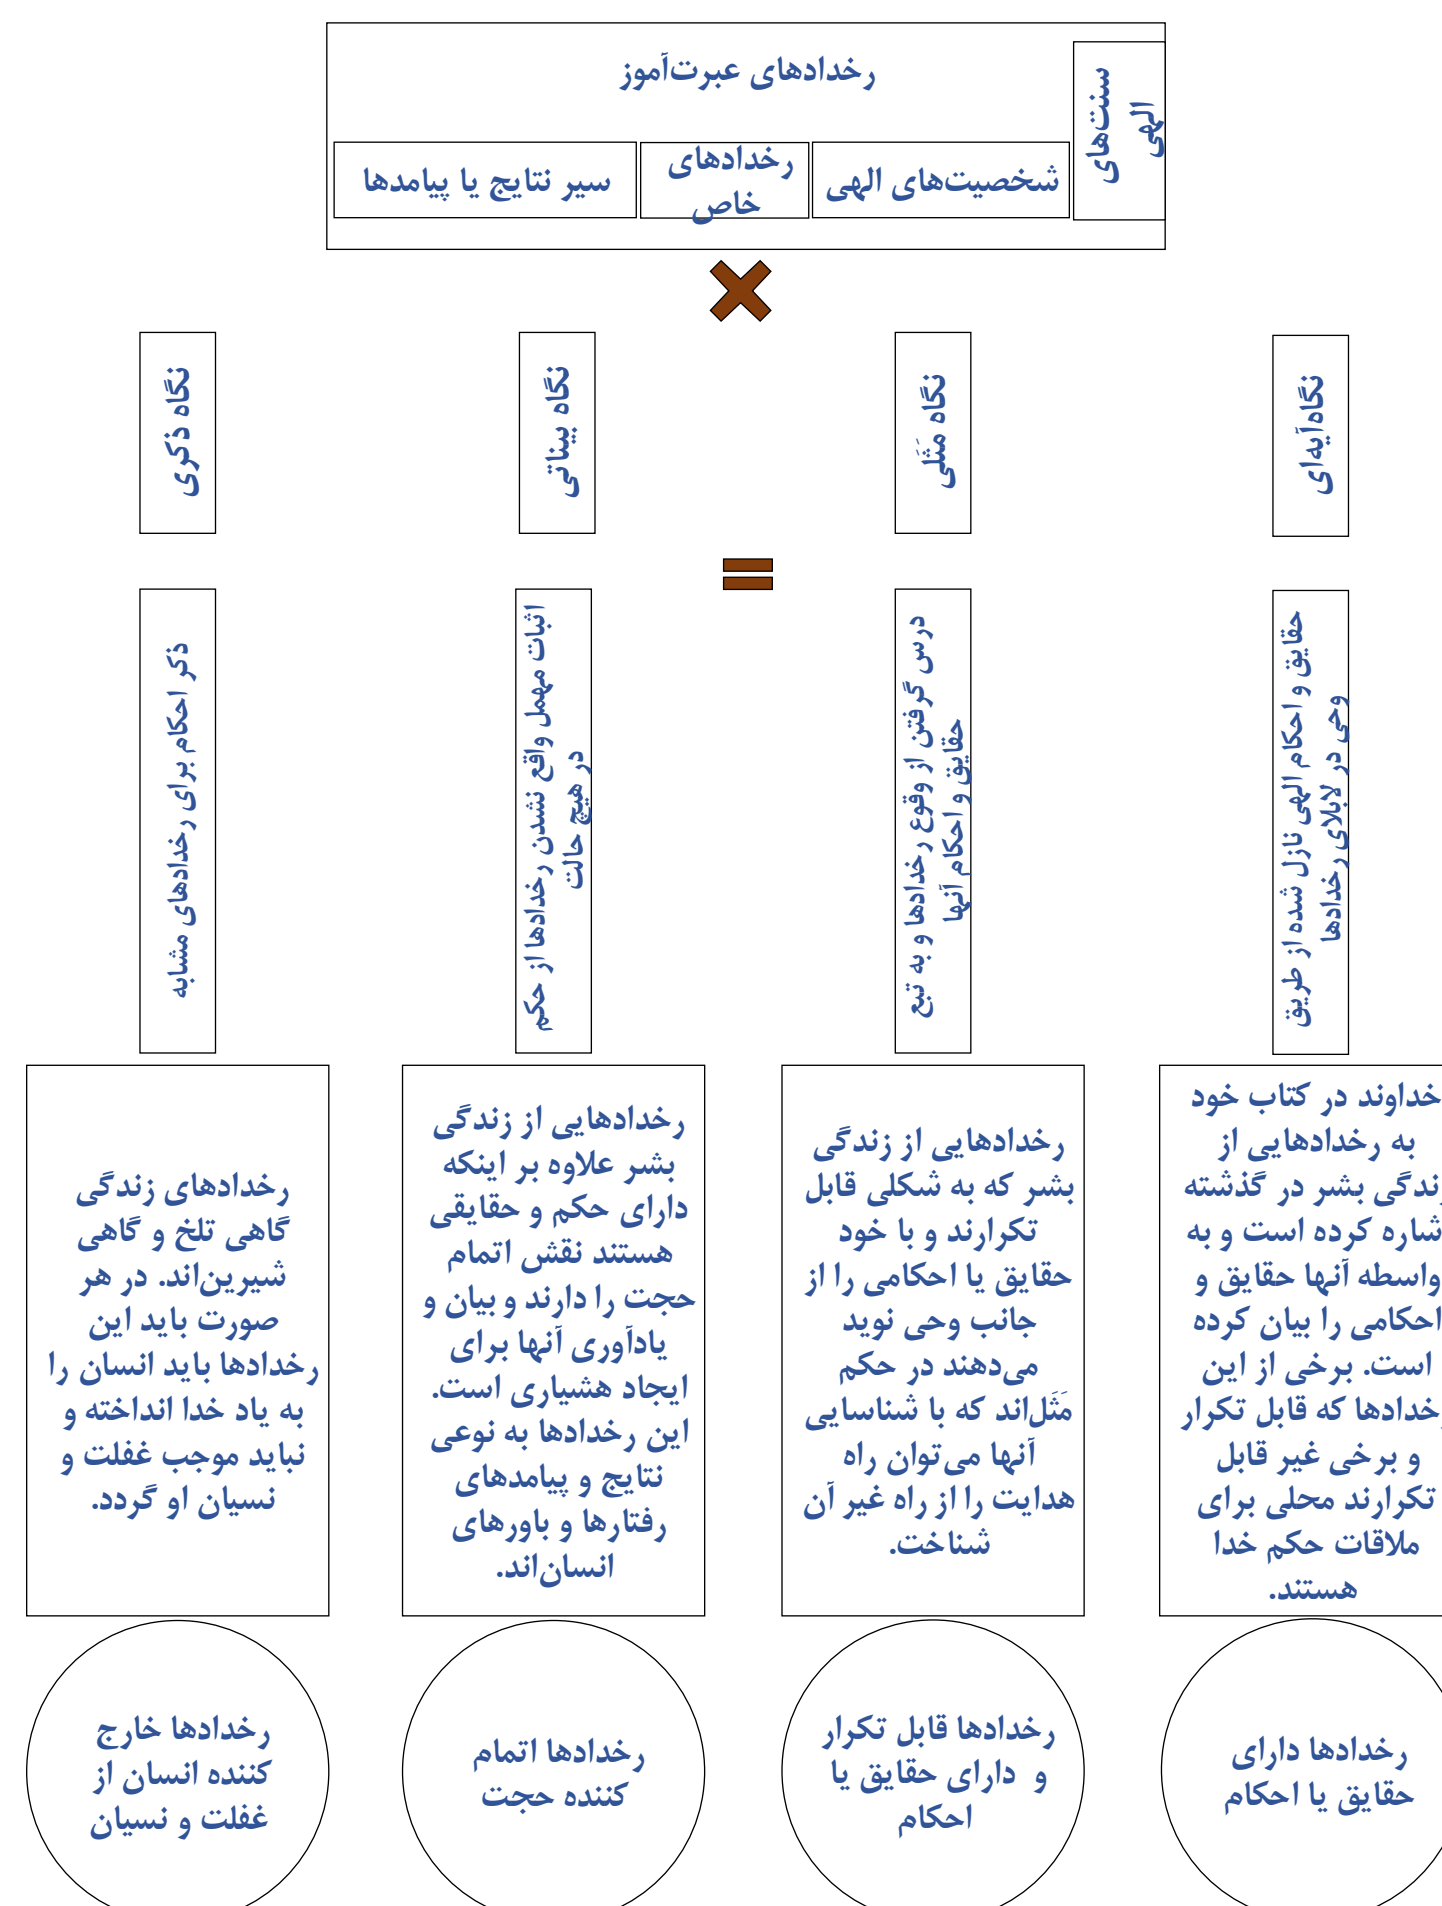 رخدادهای عبرت‌آموز
سنت‌های
الهی
شخصیت‌های الهی
رخدادهای
خاص
سیر نتایج یا پیامدها
نگاه‌آیه‌ای
نگاه مَثَلی
نگاه بیناتی
نگاه ذکری
حقایق و احکام الهی نازل شده از طریق
وحی در لابلای رخدادها
درس گرفتن از وقوع رخدادها و به تبع
حقایق و احکام آنها
اثبات مهمل واقع نشدن رخدادها از حکم
در هیچ حالت
ذکر احکام برای رخدادهای مشابه
خداوند در کتاب خود
به رخدادهایی از
زندگی بشر در گذشته
اشاره کرده است و به
واسطه آنها حقایق و
احکامی را بیان کرده
است. برخی از این
رخدادها که قابل تکرار
و برخی غیر قابل
تکرارند محلی برای
ملاقات حکم خدا
هستند.
رخدادهایی از زندگی
بشر که به شکلی قابل
تکرارند و با خود
حقایق یا احکامی را از
جانب وحی نوید
می‌دهند در حکم
مَثَل‌اند که با شناسایی
آنها می‌توان راه
هدایت را از راه غیر آن
شناخت.
رخدادهایی از زندگی
بشر علاوه بر اینکه
دارای حکم و حقایقی
هستند نقش اتمام
حجت را دارند و بیان و
یادآوری آنها برای
ایجاد هشیاری است.
این رخدادها به نوعی
نتایج و پیامدهای
رفتارها و باورهای
انسان‌اند.
رخدادهای زندگی
گاهی تلخ و گاهی
شیرین‌اند. در هر
صورت باید این
رخدادها باید انسان را
به یاد خدا انداخته و
نباید موجب غفلت و
نسیان او گردد.
رخدادها دارای
حقایق یا احکام
رخدادها قابل تکرار
و دارای حقایق یا
احکام
رخدادها اتمام
کننده حجت
رخدادها خارج
کننده انسان از
غفلت و نسیان